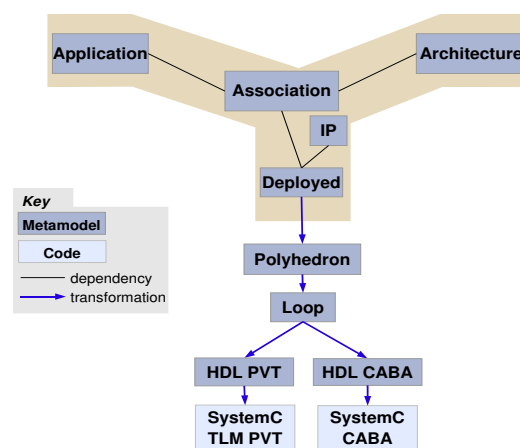 Application
Architecture
Association
IP
Deployed
Key
Metamodel
Code
dependency
transformation
Polyhedron
Loop
HDL PVT
HDL CABA
SystemC
TLM PVT
SystemC
CABA